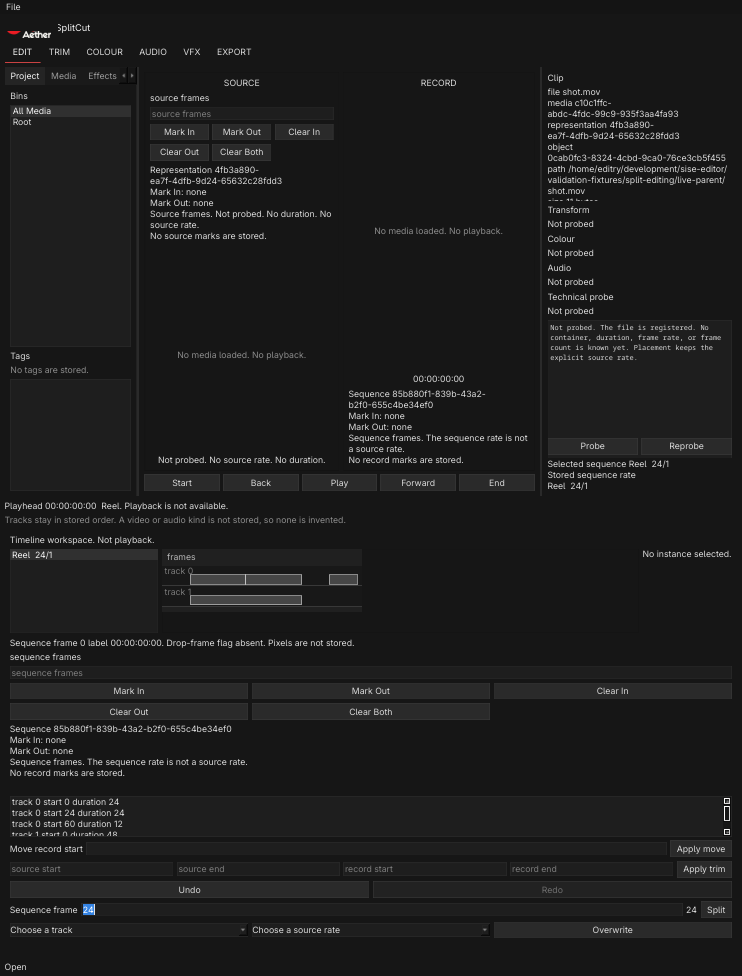 File
Aether
SplitCut
EDIT TRIM COLOUR AUDIO VFX EXPORT
Project Media Effects
Bins
All Media
Root
Tags
No tags are stored.
SOURCE
source frames
source frames
Mark In Mark Out Clear In
Clear Out Clear Both
Representation 4fb3a890-
ea7f-4dfb-9d24-65632c28fdd3
Mark In: none
Mark Out: none
Source frames. Not probed. No duration. No
source rate.
No source marks are stored.
No media loaded. No playback.
Not probed. No source rate. No duration.
RECORD
No media loaded. No playback.
00:00:00:00
Sequence 85b880f1-839b-43a2-
b2f0-655c4be34ef0
Mark In: none
Mark Out: none
Sequence frames. The sequence rate is not
a source rate.
No record marks are stored.
Start Back Play Forward End
Clip
file shot.mov
media c10c1ffc-
abdc-4fdc-99c9-935f3aa4fa93
representation 4fb3a890-
ea7f-4dfb-9d24-65632c28fdd3
object
0cab0fc3-8324-4cbd-9ca0-76ce3cb5f455
path /home/editry/development/sise-editor/
validation-fixtures/split-editing/live-parent/
shot.mov
Transform
Not probed
Colour
Not probed
Audio
Not probed
Technical probe
Not probed
Not probed. The file is registered. No
container, duration, frame rate, or frame
count is known yet. Placement keeps the
explicit source rate.
Probe Reprobe
Selected sequence Reel 24/1
Stored sequence rate
Reel 24/1
Playhead 00:00:00:00 Reel. Playback is not available.
Tracks stay in stored order. A video or audio kind is not stored, so none is invented.
Timeline workspace. Not playback.
Reel 24/1
frames
track 0
track 1
No instance selected.
Sequence frame 0 label 00:00:00:00. Drop-frame flag absent. Pixels are not stored.
sequence frames
sequence frames
Mark In Mark Out Clear In
Clear Out Clear Both
Sequence 85b880f1-839b-43a2-b2f0-655c4be34ef0
Mark In: none
Mark Out: none
Sequence frames. The sequence rate is not a source rate.
No record marks are stored.
track 0 start 0 duration 24
track 0 start 24 duration 24
track 0 start 60 duration 12
track 1 start 0 duration 48
Move record start Apply move
source start source end record start record end Apply trim
Undo Redo
Sequence frame 24 24 Split
Choose a track Choose a source rate Overwrite
Open